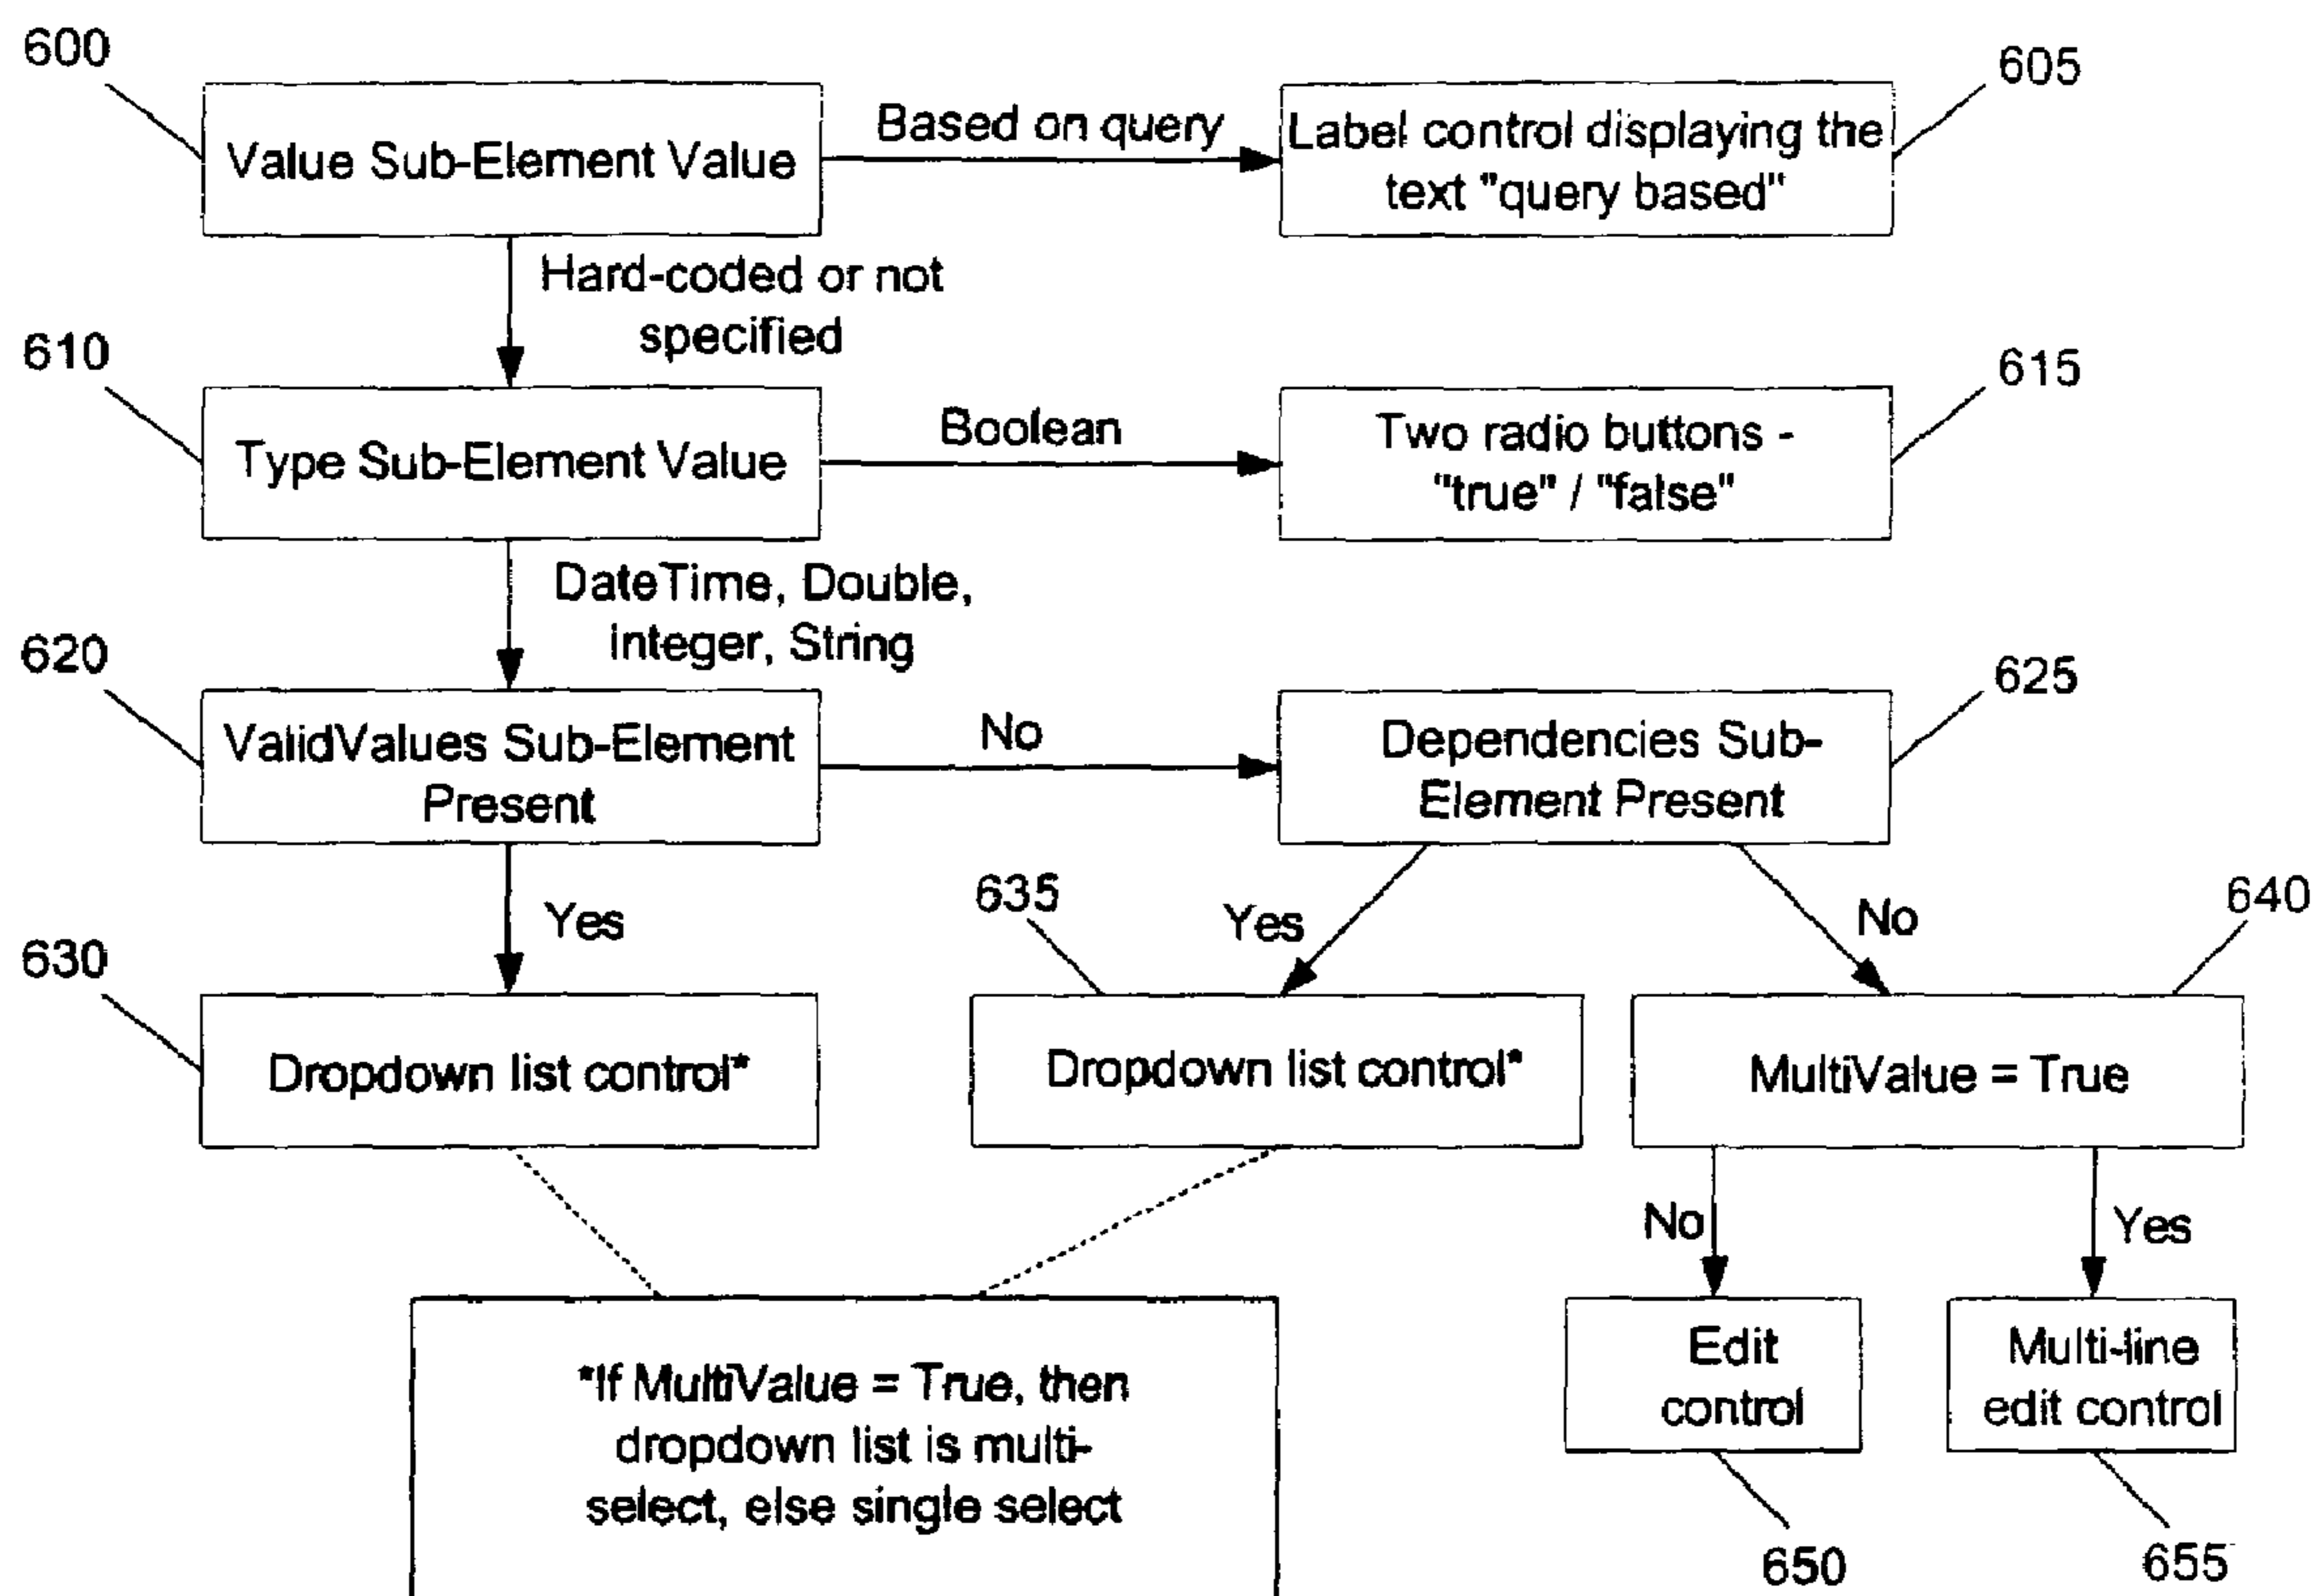 600
605
Value Sub-Element Value
Based on query
Label control displaying the
text "query based"
Hard-coded or not
specified
610
615
Type Sub-Element Value
Boolean
Two radio buttons -
"true" / "false"
DateTime, Double,
Integer, String
620
625
ValidValues Sub-Element
Present
No
Dependencies Sub-
Element Present
Yes
635
Yes
No
640
630
Dropdown list control*
Dropdown list control*
MultiValue = True
No
Yes
*If MultiValue = True, then
dropdown list is multi-
select, else single select
Edit
control
Multi-line
edit control
650
655